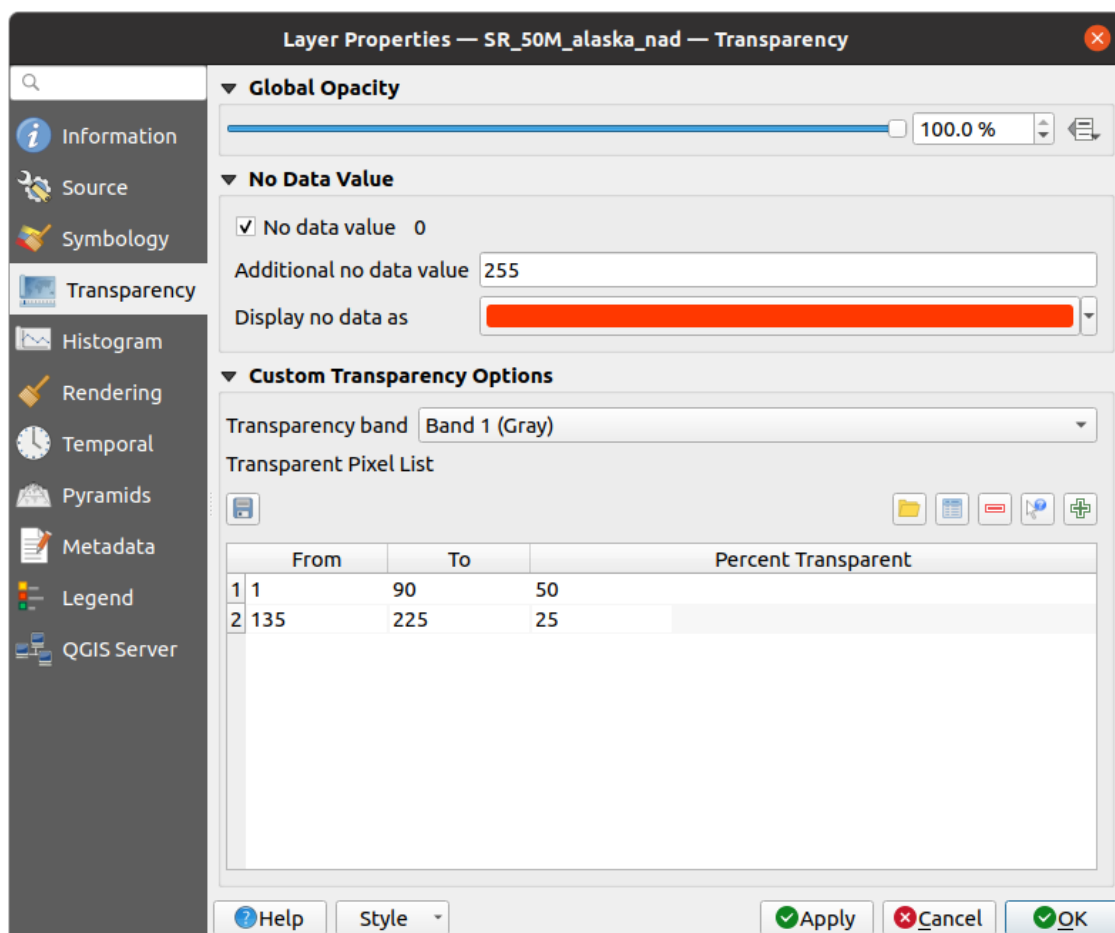 Layer Properties — SR_50M_alaska_nad — Transparency
Information
Source
Symbology
Transparency
Histogram
Rendering
Temporal
Pyramids
Metadata
Legend
QGIS Server
Global Opacity
100.0 %
No Data Value
No data value 0
Additional no data value 255
Display no data as
Custom Transparency Options
Transparency band Band 1 (Gray)
Transparent Pixel List
From To Percent Transparent
1 1 90 50
2 135 225 25
Help Style Apply Cancel OK